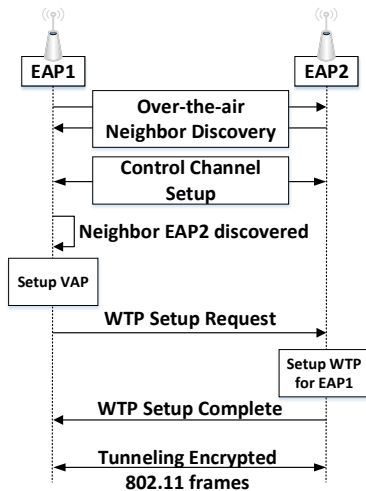 EAP1 EAP2
Over-the-air
Neighbor Discovery
Control Channel
Setup
Neighbor EAP2 discovered
Setup VAP
WTP Setup Request
Setup WTP
for EAP1
WTP Setup Complete
Tunneling Encrypted
802.11 frames